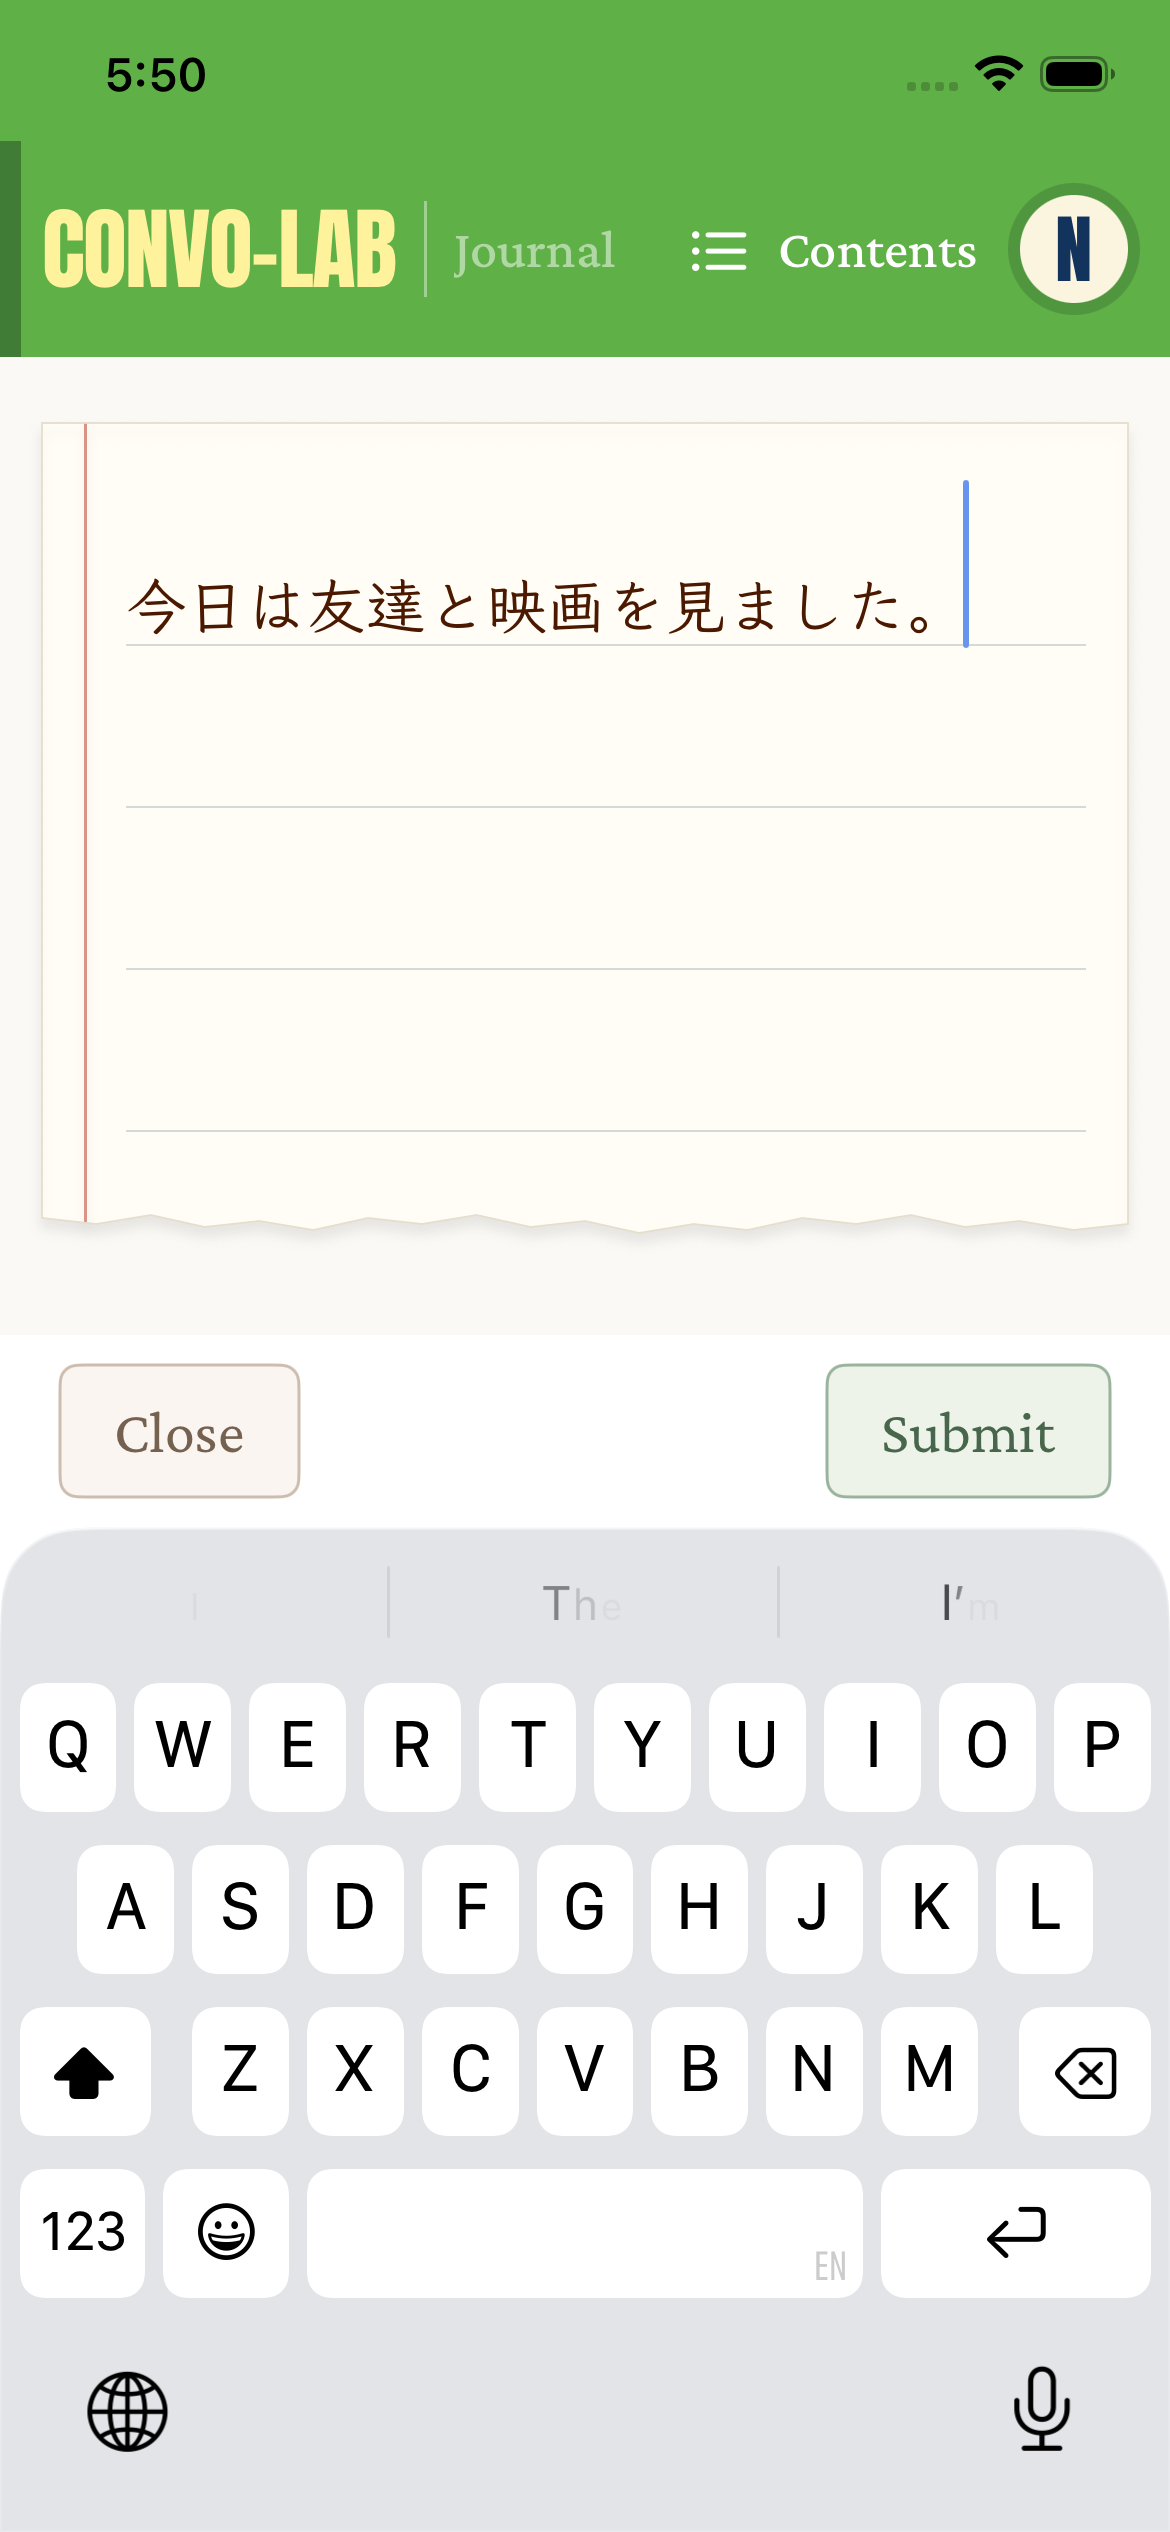 5:50
CONVO-LAB
Journal
Contents
N
今日は友達と映画を見ました。
Close
Submit
I
The
I'm
Q W E R T Y U I O P
A S D F G H J K L
Z X C V B N M
123
EN